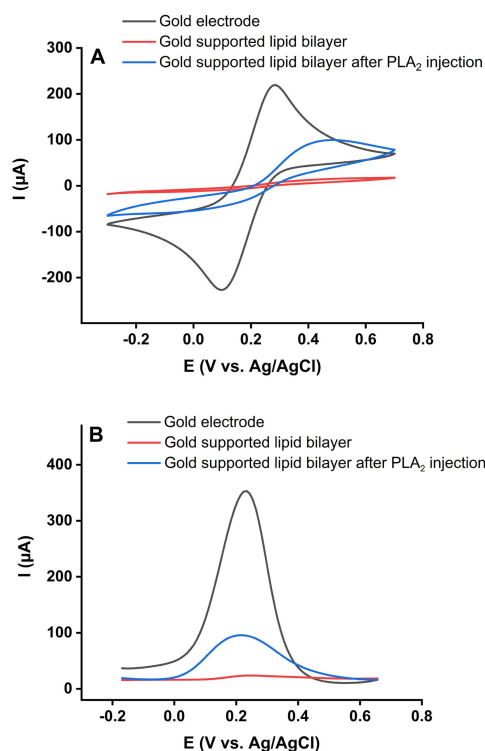 Gold electrode
Gold supported lipid bilayer
Gold supported lipid bilayer after PLA₂ injection
A
300
200
100
0
-100
-200
I (µA)
-0.2 0.0 0.2 0.4 0.6 0.8
E (V vs. Ag/AgCl)
B
Gold electrode
Gold supported lipid bilayer
Gold supported lipid bilayer after PLA₂ injection
400
300
200
100
0
I (µA)
-0.2 0.0 0.2 0.4 0.6 0.8
E (V vs. Ag/AgCl)